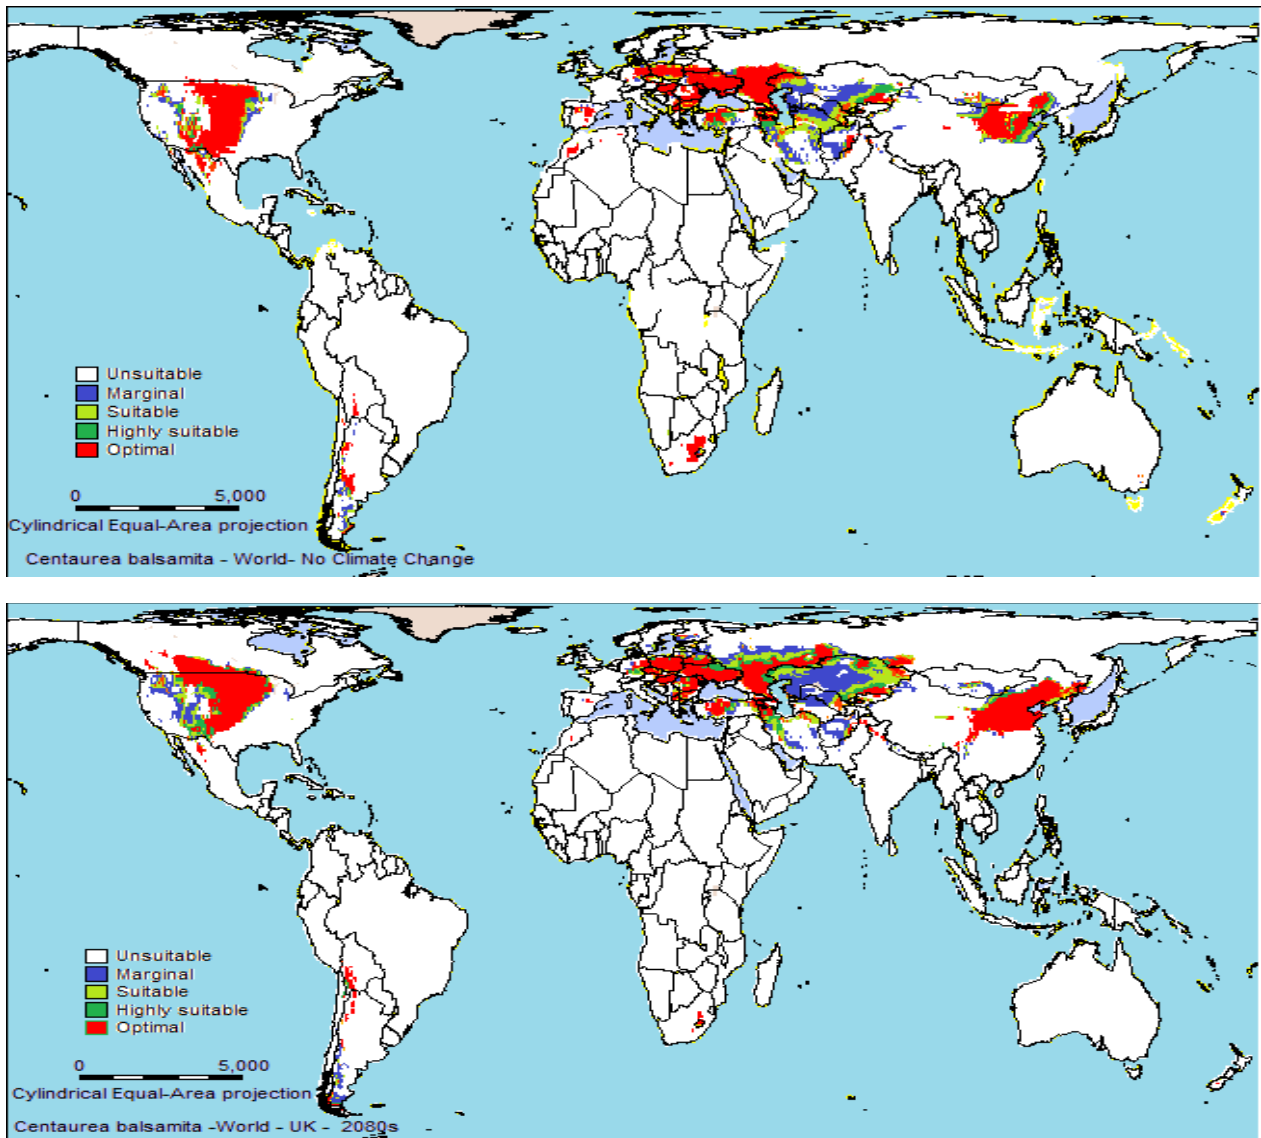 Unsuitable
Marginal
Suitable
Highly suitable
Optimal
0 5,000
Cylindrical Equal-Area projection
Centaurea balsamita - World- No Climate Change
Unsuitable
Marginal
Suitable
Highly suitable
Optimal
0 5,000
Cylindrical Equal-Area projection
Centaurea balsamita -World - UK - 2080s